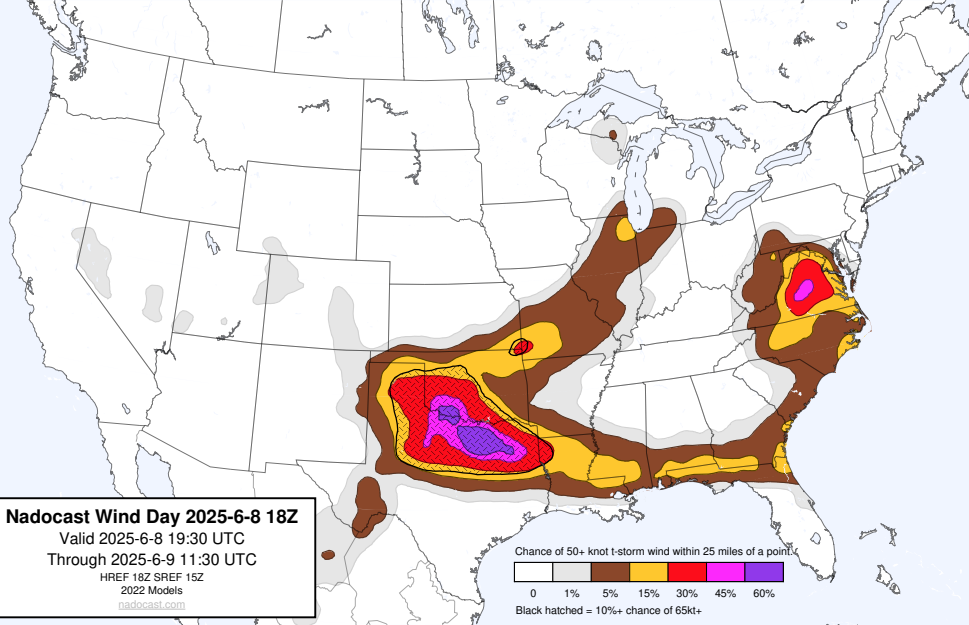 Nadocast Wind Day 2025-6-8 18Z
Valid 2025-6-8 19:30 UTC
Through 2025-6-9 11:30 UTC
HREF 18Z SREF 15Z
2022 Models
nadocast.com
Chance of 50+ knot t-storm wind within 25 miles of a point.
0 1% 5% 15% 30% 45% 60%
Black hatched = 10%+ chance of 65kt+